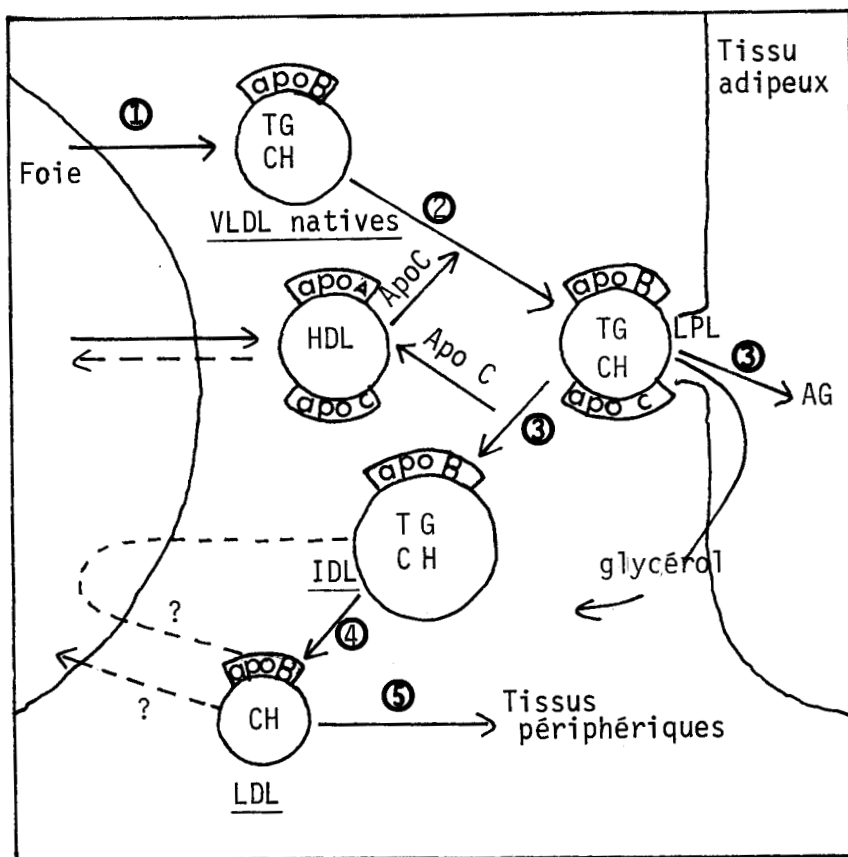 Tissu
adipeux
apoB
①
TG
CH
Foie
VLDL natives
②
ApoC
apoA
HDL
apoC
Apo C
apoB
TG
CH
LPL
apo C
③
AG
③
apoB
TG
CH
IDL
glycérol
?
④
apoB
CH
?
⑤
Tissus
périphériques
LDL